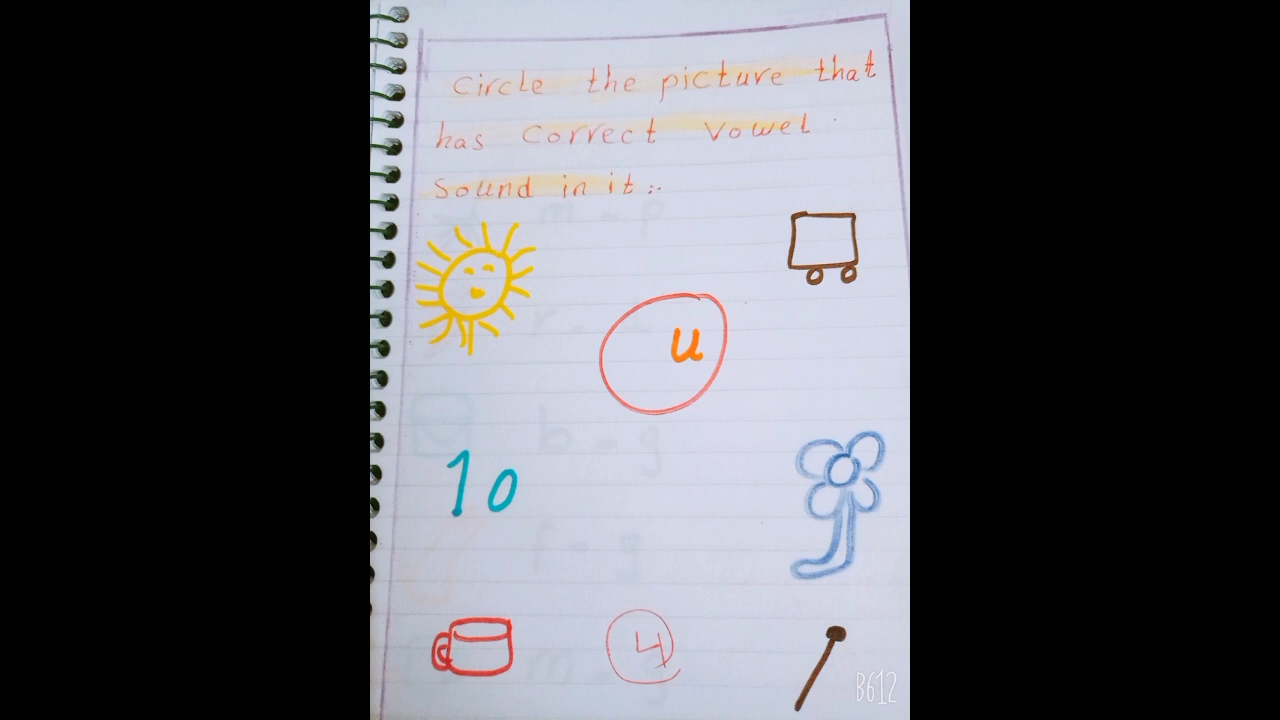 Circle the picture that
has Correct Vowel
Sound in it :-
u
10
4
B612